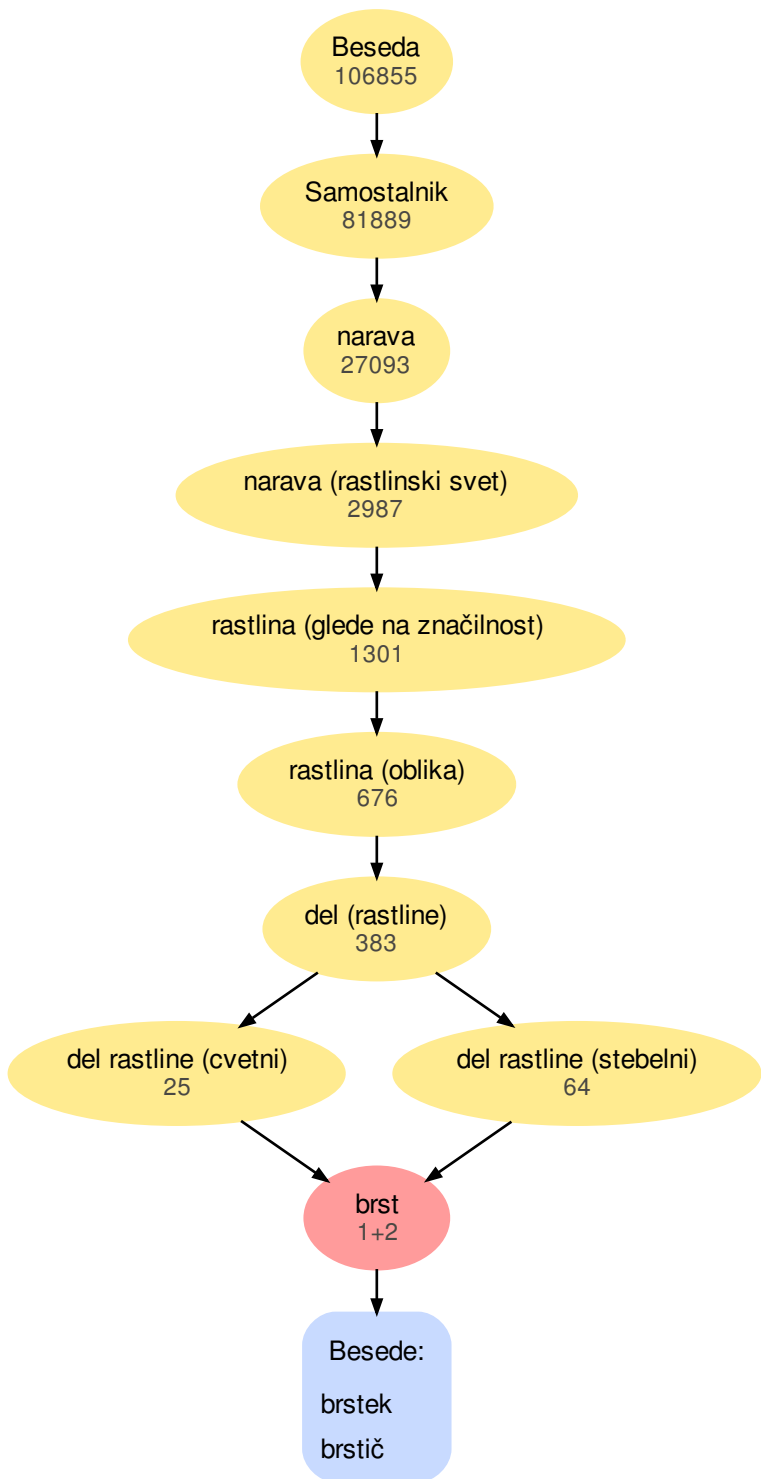 Beseda
106855
Samostalnik
81889
narava
27093
narava (rastlinski svet)
2987
rastlina (glede na značilnost)
1301
rastlina (oblika)
676
del (rastline)
383
del rastline (cvetni)
25
del rastline (stebelni)
64
brst
1+2
Besede:
brstek
brstič